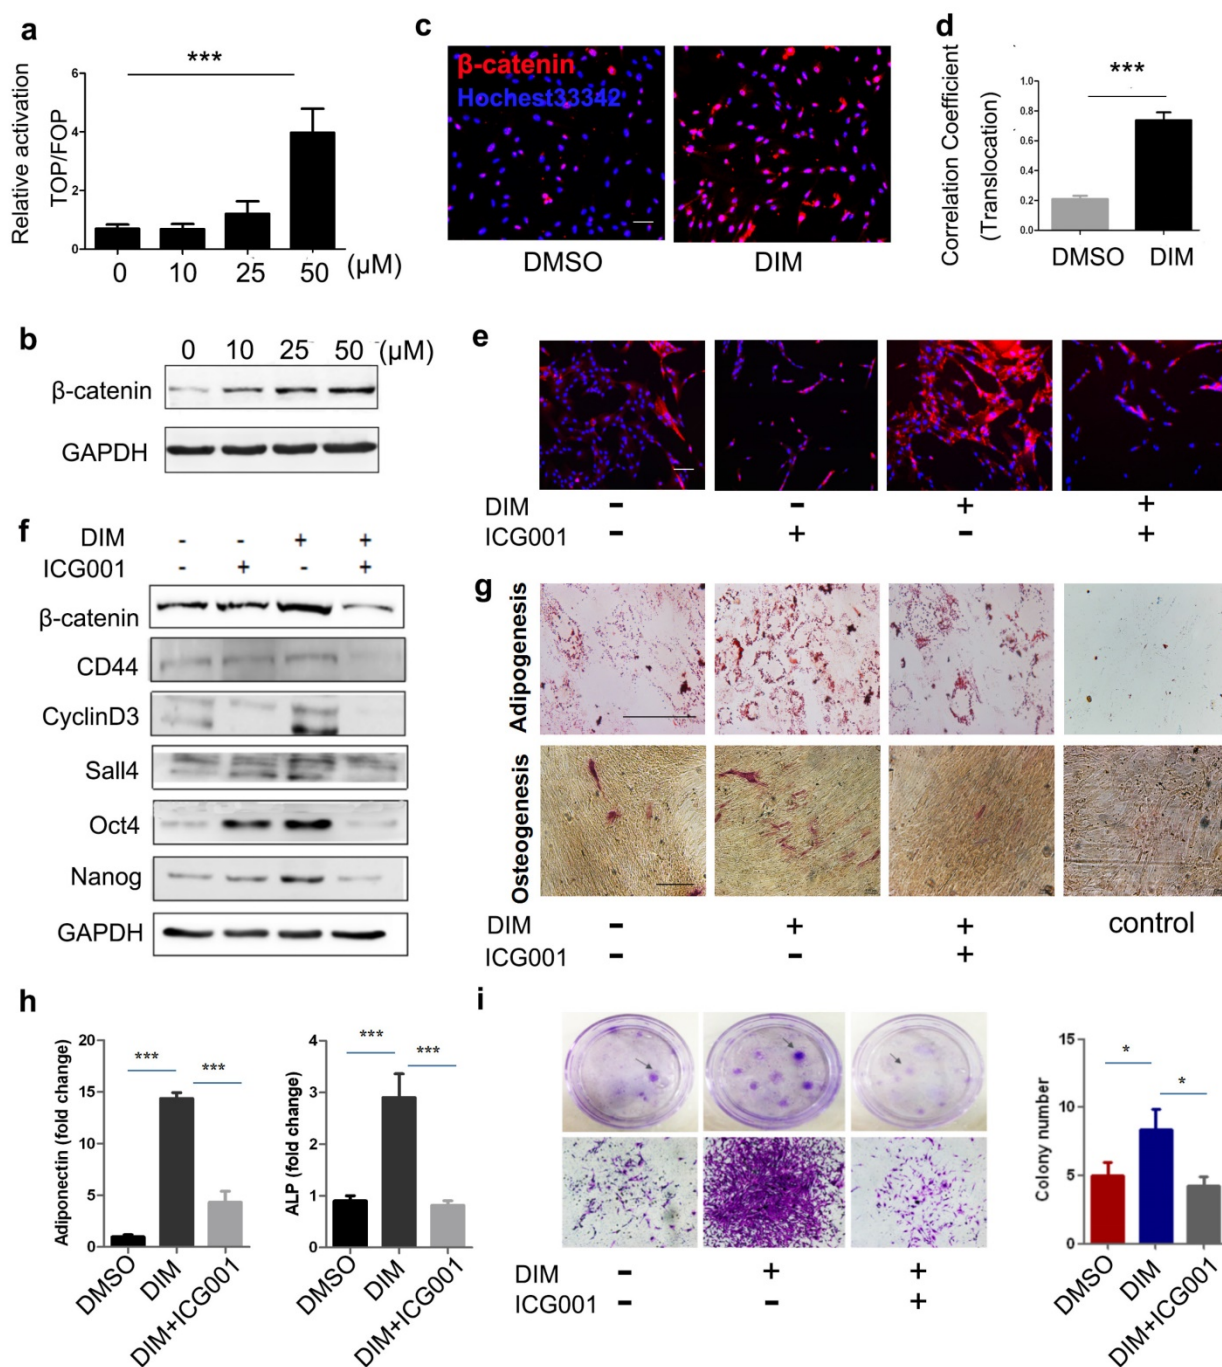 a
***
Relative activation
TOP/FOP
6
4
2
0
0 10 25 50 (μM)
c
β-catenin
Hochest33342
DMSO DIM
d
***
Correlation Coefficient
(Translocation)
1.0
0.8
0.6
0.4
0.2
0.0
DMSO DIM
b
0 10 25 50 (μM)
β-catenin
GAPDH
e
DIM - - + +
ICG001 - + - +
f
DIM - - + +
ICG001 - + - +
β-catenin
CD44
CyclinD3
Sall4
Oct4
Nanog
GAPDH
g
Adipogenesis
Osteogenesis
DIM - + + control
ICG001 - - +
h
Adiponectin (fold change)
20
15
10
5
0
*** ***
DMSO DIM DIM+ICG001
ALP (fold change)
4
3
2
1
0
*** ***
DMSO DIM DIM+ICG001
i
DIM - + +
ICG001 - - +
Colony number
15
10
5
0
* *
DMSO DIM DIM+ICG001